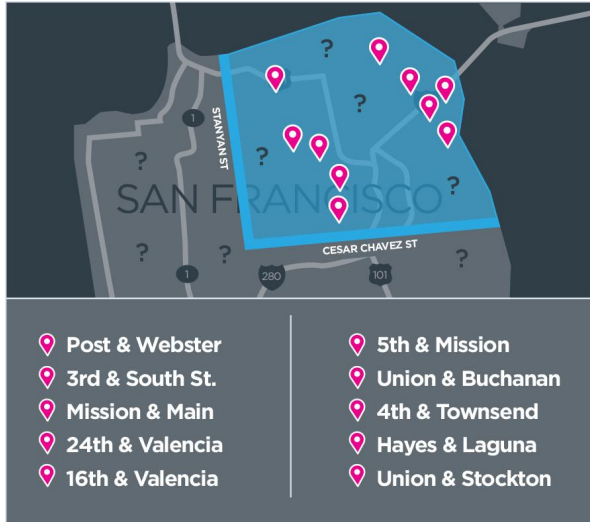 ?
?
1
STANYAN ST
?
?
?
SAN FRANCISCO
?
?
CESAR CHAVEZ ST
?
1
280
101
Post & Webster
3rd & South St.
Mission & Main
24th & Valencia
16th & Valencia
5th & Mission
Union & Buchanan
4th & Townsend
Hayes & Laguna
Union & Stockton